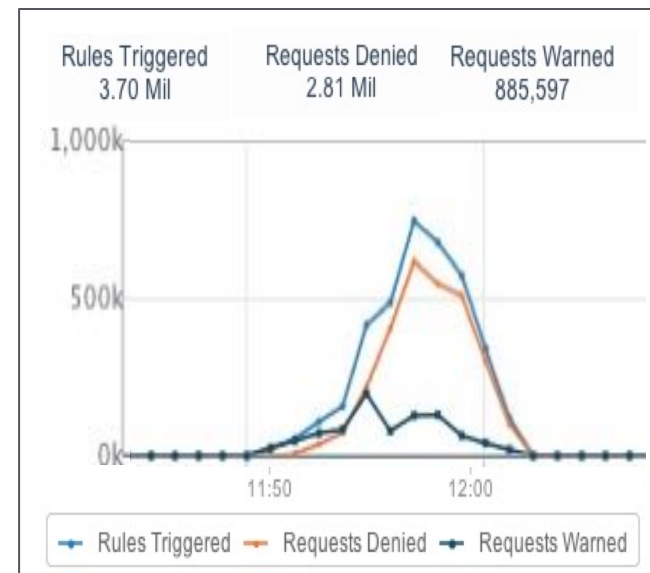 Rules Triggered
3.70 Mil
Requests Denied
2.81 Mil
Requests Warned
885,597
1,000k
500k
0k
11:50
12:00
Rules Triggered
Requests Denied
Requests Warned